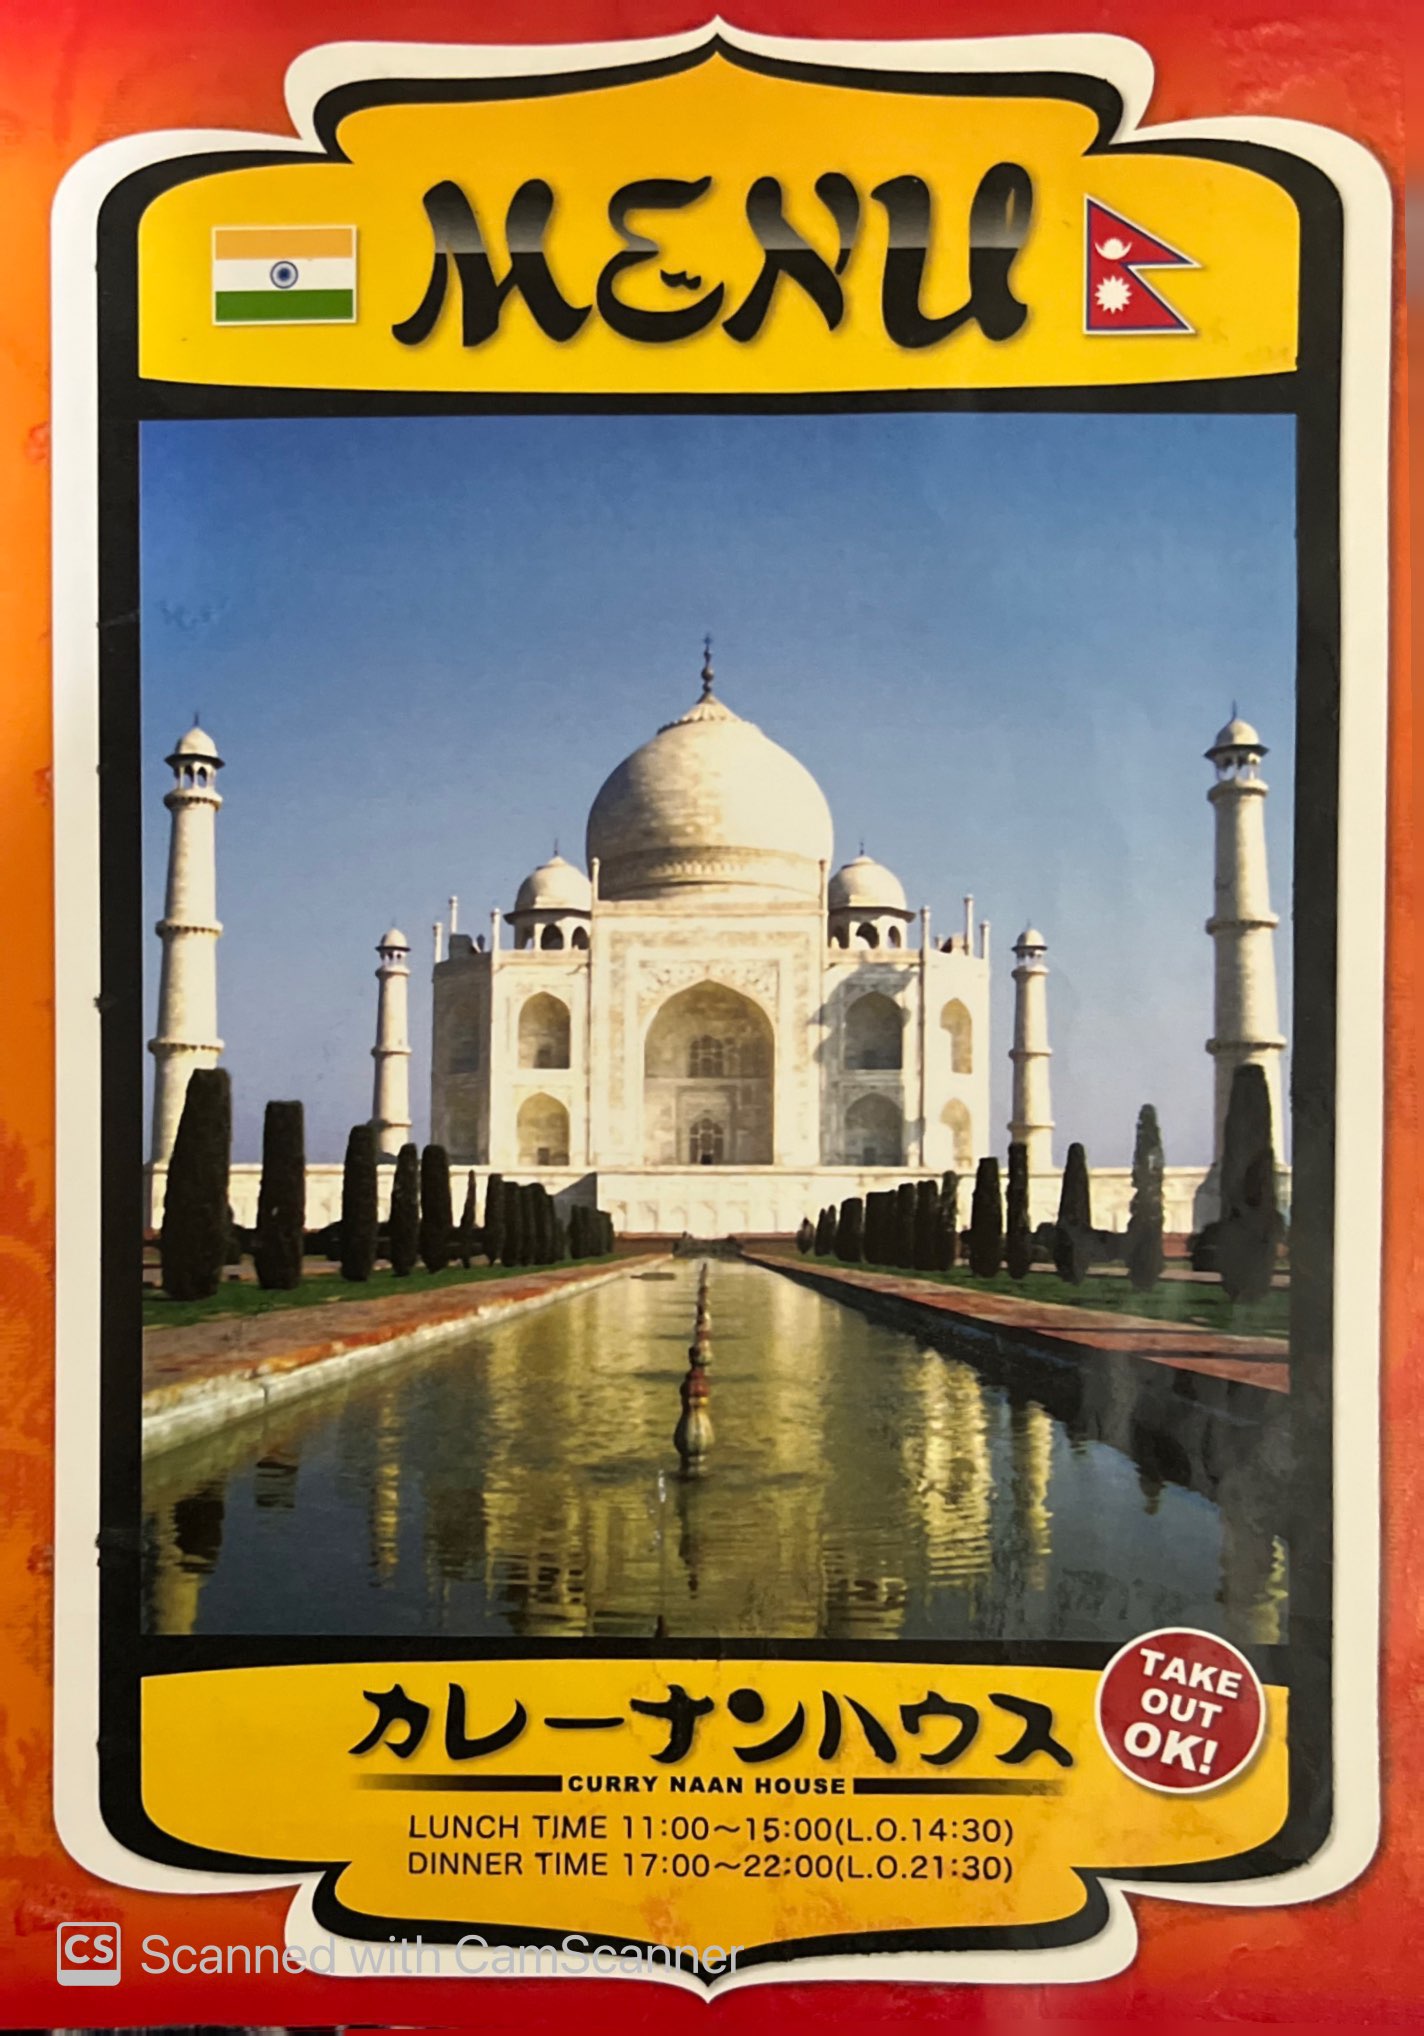 MENU
カレーナンハウス
CURRY NAAN HOUSE
TAKE
OUT
OK!
LUNCH TIME 11:00～15:00(L.O.14:30)
DINNER TIME 17:00～22:00(L.O.21:30)
CS Scanned with CamScanner